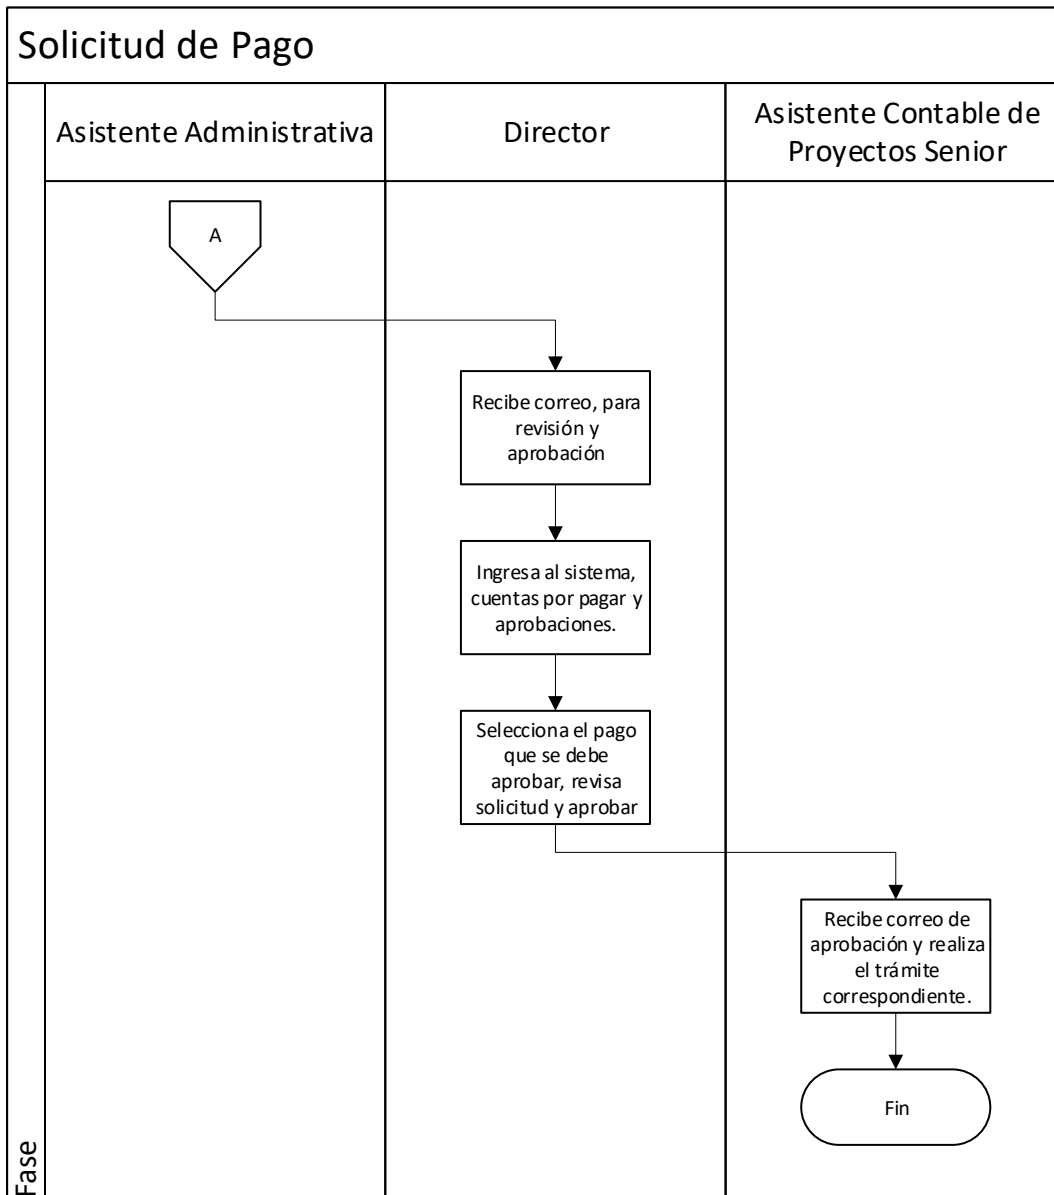 Solicitud de Pago
Asistente Administrativa
Director
Asistente Contable de
Proyectos Senior
A
Recibe correo, para
revisión y
aprobación
Ingresa al sistema,
cuentas por pagar y
aprobaciones.
Selecciona el pago
que se debe
aprobar, revisa
solicitud y aprobar
Recibe correo de
aprobación y realiza
el trámite
correspondiente.
Fin
Fase